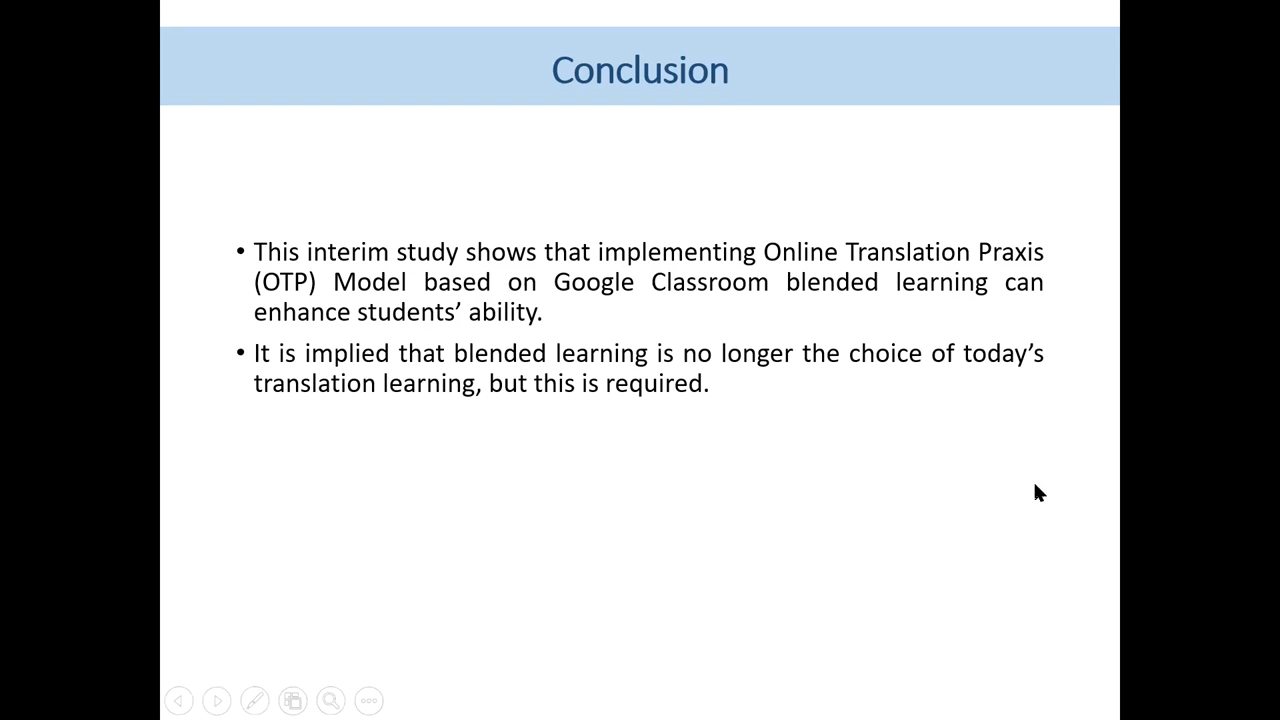 Conclusion
• This interim study shows that implementing Online Translation Praxis
(OTP) Model based on Google Classroom blended learning can
enhance students’ ability.
• It is implied that blended learning is no longer the choice of today’s
translation learning, but this is required.